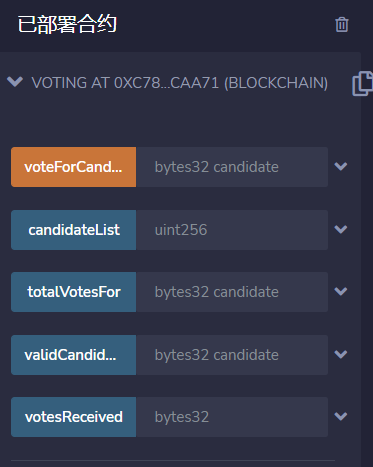 已部署合约
VOTING AT 0XC78...CAA71 (BLOCKCHAIN)
voteForCand... bytes32 candidate
candidateList uint256
totalVotesFor bytes32 candidate
validCandid... bytes32 candidate
votesReceived bytes32